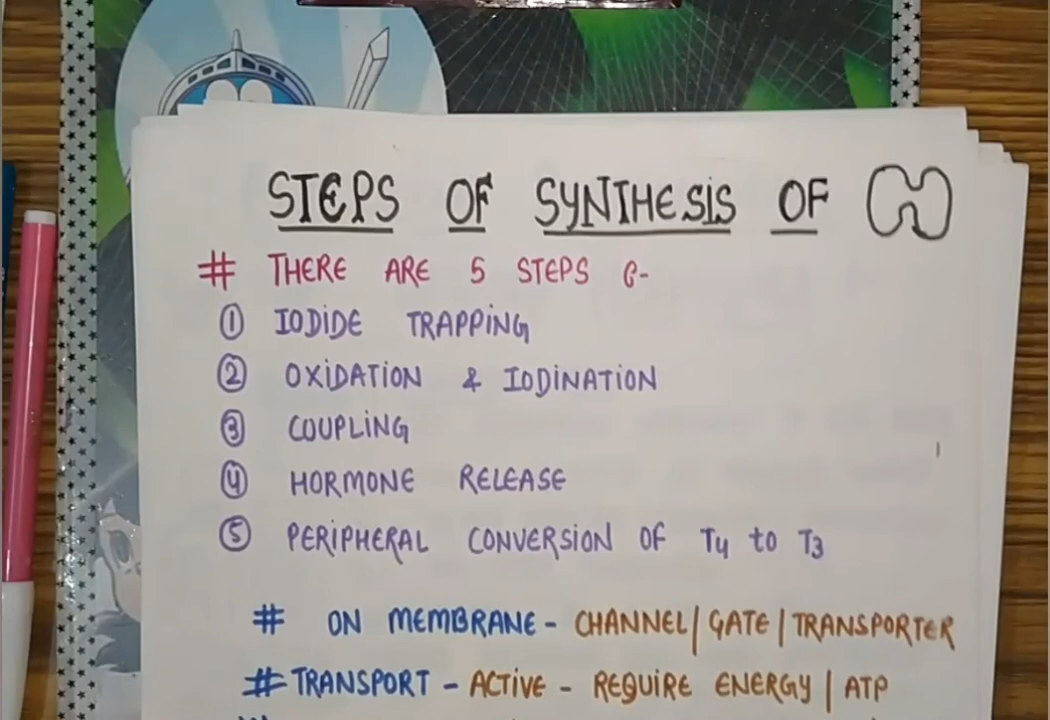 STEPS OF SYNTHESIS OF
# THERE ARE 5 STEPS :-
① IODIDE TRAPPING
② OXIDATION & IODINATION
③ COUPLING
④ HORMONE RELEASE
⑤ PERIPHERAL CONVERSION OF T4 to T3
# ON MEMBRANE - CHANNEL | GATE | TRANSPORTER
# TRANSPORT - ACTIVE - REQUIRE ENERGY | ATP